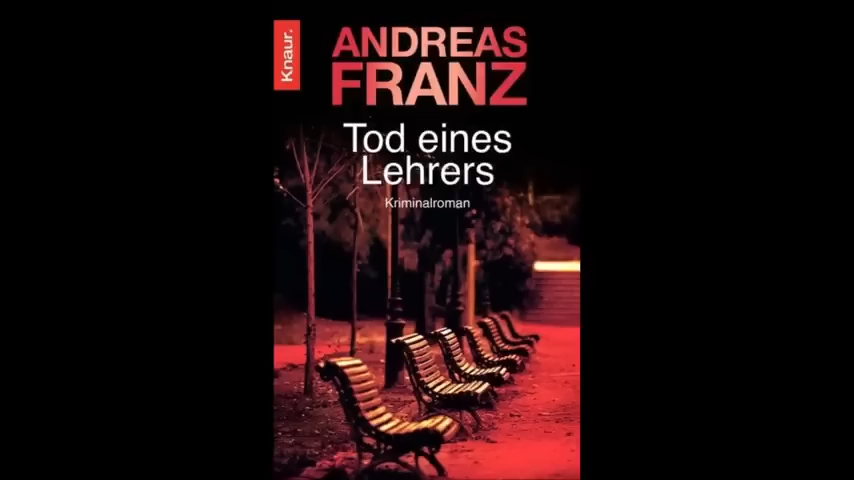 Knaur.
ANDREAS
FRANZ
Tod eines
Lehrers
Kriminalroman